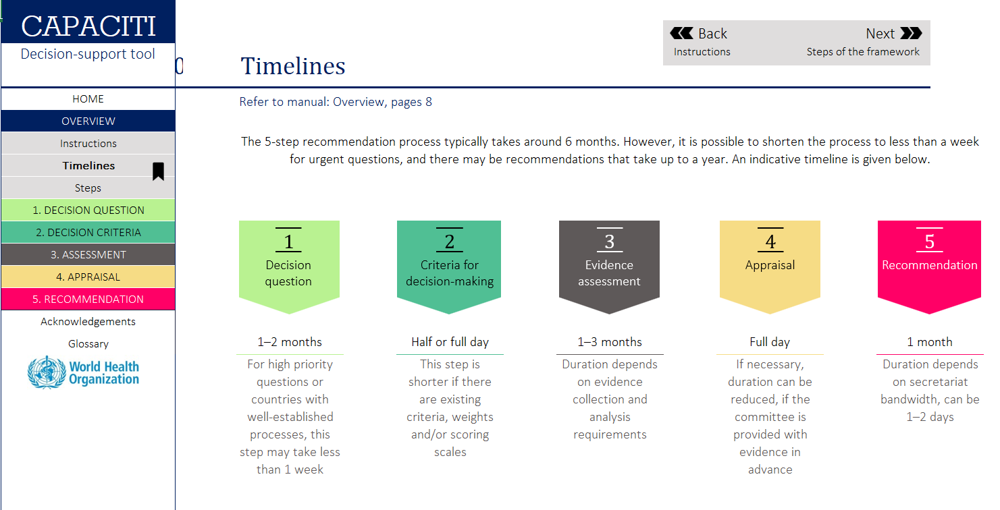 CAPACITI
Decision-support tool
HOME
OVERVIEW
Instructions
Timelines
Steps
1. DECISION QUESTION
2. DECISION CRITERIA
3. ASSESSMENT
4. APPRAISAL
5. RECOMMENDATION
Acknowledgements
Glossary
World Health
Organization
Back
Instructions
Next
Steps of the framework
0
Timelines
Refer to manual: Overview, pages 8
The 5-step recommendation process typically takes around 6 months. However, it is possible to shorten the process to less than a week
for urgent questions, and there may be recommendations that take up to a year. An indicative timeline is given below.
1
Decision
question
1–2 months
For high priority
questions or
countries with
well-established
processes, this
step may take less
than 1 week
2
Criteria for
decision-making
Half or full day
This step is
shorter if there
are existing
criteria, weights
and/or scoring
scales
3
Evidence
assessment
1–3 months
Duration depends
on evidence
collection and
analysis
requirements
4
Appraisal
Full day
If necessary,
duration can be
reduced, if the
committee is
provided with
evidence in
advance
5
Recommendation
1 month
Duration depends
on secretariat
bandwidth, can be
1–2 days